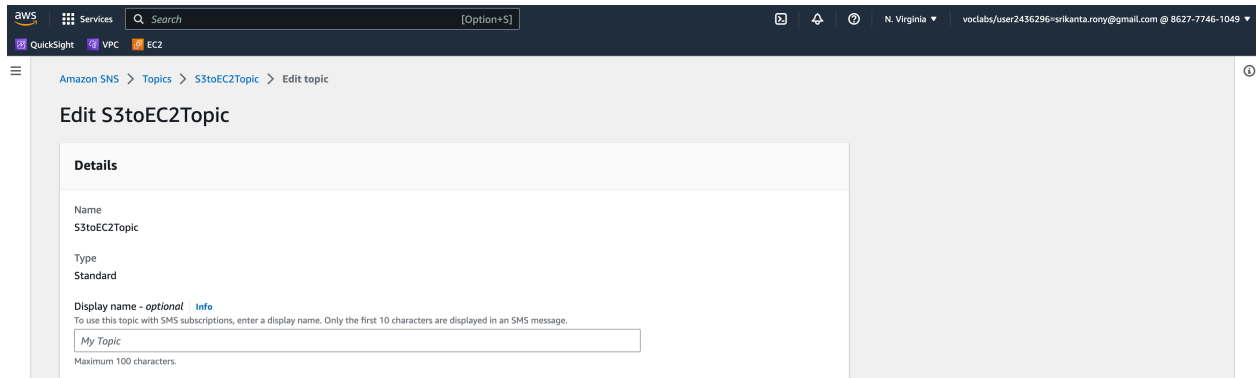 aws Services Search [Option+S] N. Virginia ▼ voclabs/user2436296=srikanta.rony@gmail.com @ 8627-7746-1049 ▼
QuickSight VPC EC2
Amazon SNS > Topics > S3toEC2Topic > Edit topic
Edit S3toEC2Topic
Details
Name
S3toEC2Topic
Type
Standard
Display name - optional Info
To use this topic with SMS subscriptions, enter a display name. Only the first 10 characters are displayed in an SMS message.
My Topic
Maximum 100 characters.